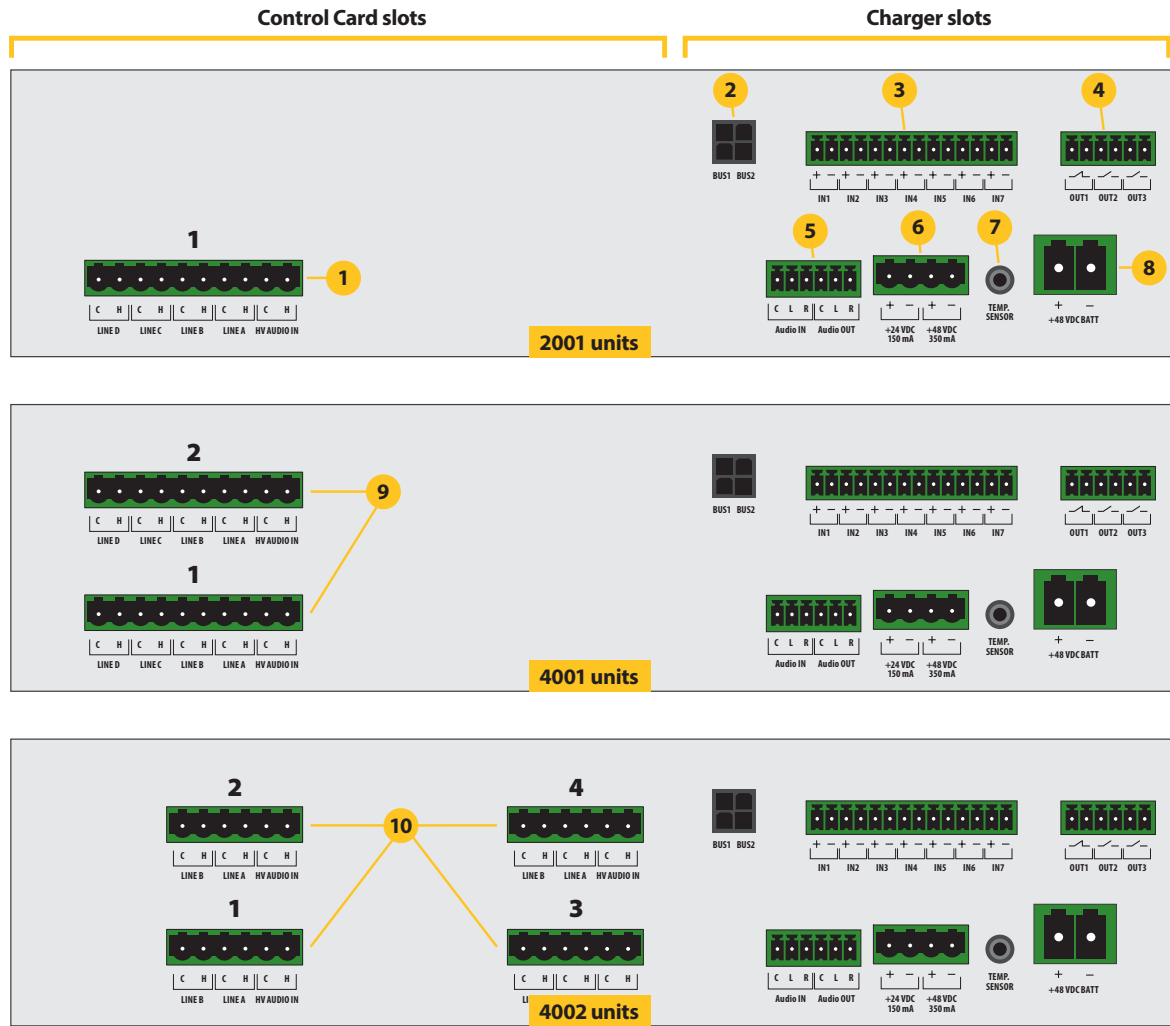 Control Card slots
Charger slots
2
3
4
BUS1 BUS2
+ − + − + − + − + − + − + −
IN1 IN2 IN3 IN4 IN5 IN6 IN7
OUT1 OUT2 OUT3
1
5
6
7
1
8
C H C H C H C H C H
LINE D LINE C LINE B LINE A HV AUDIO IN
C L R C L R
Audio IN Audio OUT
+ − + −
+24 VDC 150 mA
+48 VDC 350 mA
TEMP. SENSOR
+ −
+48 VDC BATT
2001 units
2
9
BUS1 BUS2
+ − + − + − + − + − + − + −
IN1 IN2 IN3 IN4 IN5 IN6 IN7
OUT1 OUT2 OUT3
C H C H C H C H C H
LINE D LINE C LINE B LINE A HV AUDIO IN
1
C H C H C H C H C H
LINE D LINE C LINE B LINE A HV AUDIO IN
C L R C L R
Audio IN Audio OUT
+ − + −
+24 VDC 150 mA
+48 VDC 350 mA
TEMP. SENSOR
+ −
+48 VDC BATT
4001 units
2
4
10
BUS1 BUS2
+ − + − + − + − + − + − + −
IN1 IN2 IN3 IN4 IN5 IN6 IN7
OUT1 OUT2 OUT3
C H C H C H
LINE B LINE A HV AUDIO IN
C H C H C H
LINE B LINE A HV AUDIO IN
1
3
C H C H C H
LINE B LINE A HV AUDIO IN
C H C H C H
C L R C L R
Audio IN Audio OUT
+ − + −
+24 VDC 150 mA
+48 VDC 350 mA
TEMP. SENSOR
+ −
+48 VDC BATT
4002 units